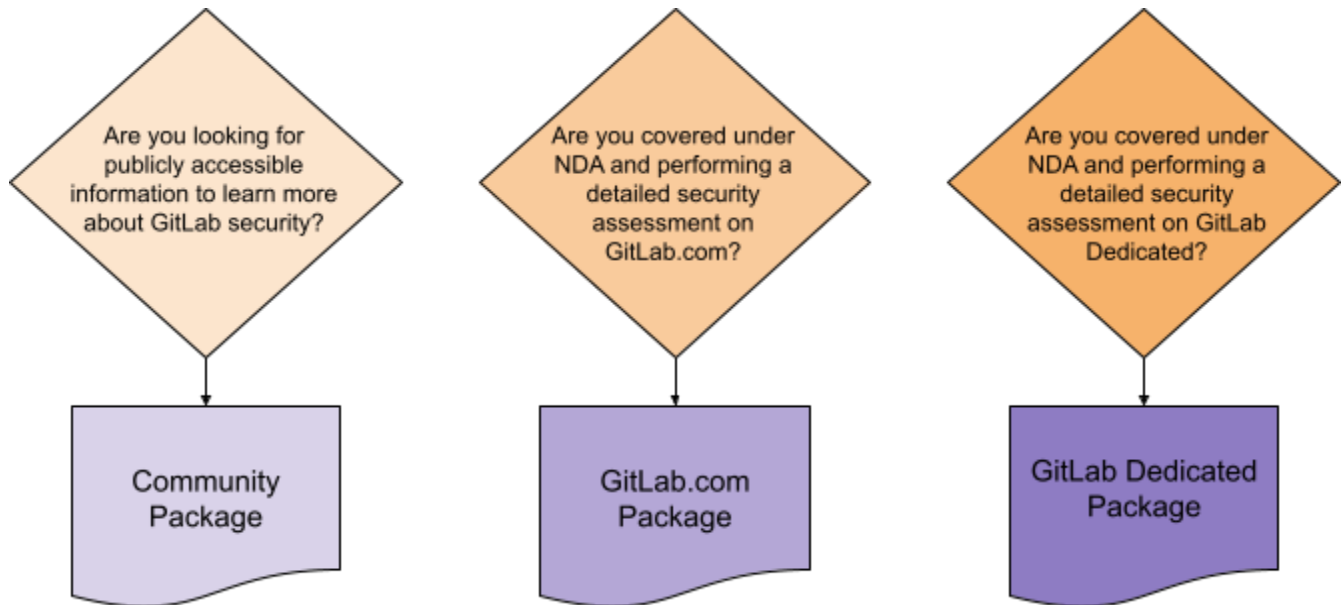 Are you looking for
publicly accessible
information to learn more
about GitLab security?
Are you covered under
NDA and performing a
detailed security
assessment on
GitLab.com?
Are you covered under
NDA and performing a
detailed security
assessment on GitLab
Dedicated?
Community
Package
GitLab.com
Package
GitLab Dedicated
Package